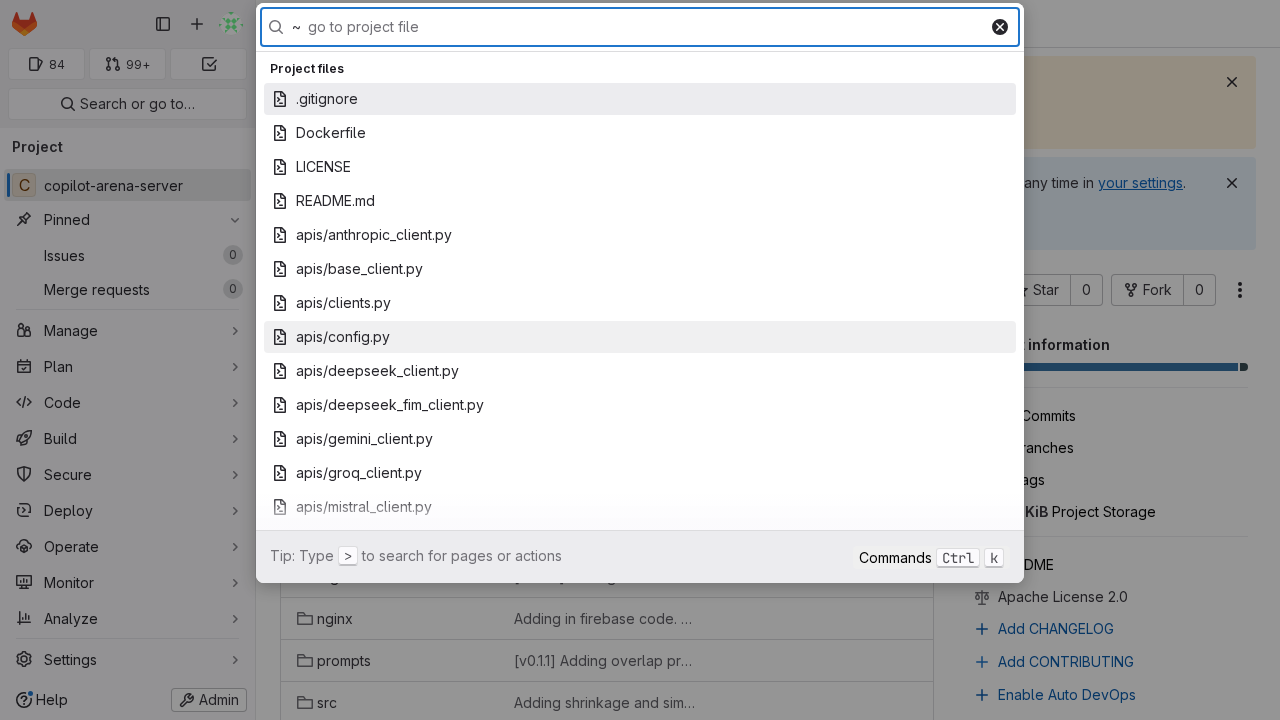 ~ go to project file
84
99+
Search or go to…
Project
C copilot-arena-server
Pinned
Issues 0
Merge requests 0
Manage
Plan
Code
Build
Secure
Deploy
Operate
Monitor
Analyze
Settings
Help
Admin
Project files
.gitignore
Dockerfile
LICENSE
README.md
apis/anthropic_client.py
apis/base_client.py
apis/clients.py
apis/config.py
apis/deepseek_client.py
apis/deepseek_fim_client.py
apis/gemini_client.py
apis/groq_client.py
apis/mistral_client.py
Tip: Type > to search for pages or actions
Commands Ctrl k
any time in your settings.
Star 0
Fork 0
information
Commits
KiB Project Storage
Apache License 2.0
Add CHANGELOG
Add CONTRIBUTING
Enable Auto DevOps
nginx Adding in firebase code. …
prompts [v0.1.1] Adding overlap pr…
src Adding shrinkage and sim…